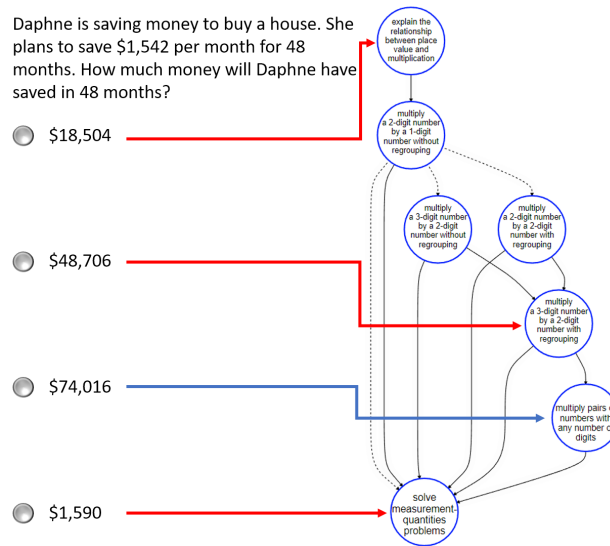 Daphne is saving money to buy a house. She
plans to save $1,542 per month for 48
months. How much money will Daphne have
saved in 48 months?
$18,504
$48,706
$74,016
$1,590
explain the
relationship
between place
value and
multiplication
multiply
a 2-digit number
by a 1-digit
number without
regrouping
multiply
a 3-digit number
by a 2-digit
number without
regrouping
multiply
a 2-digit number
by a 2-digit
number with
regrouping
multiply
a 3-digit number
by a 2-digit
number with
regrouping
multiply pairs
numbers with
any number
digits
solve
measurement-
quantities
problems